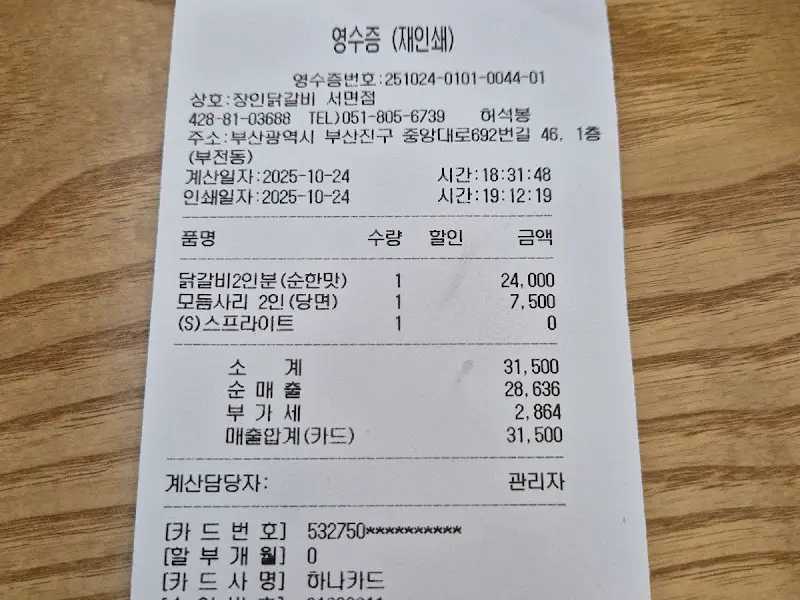 영수증 (재인쇄)
영수증번호:251024-0101-0044-01
상호:장인닭갈비 서면점
428-81-03688 TEL)051-805-6739 허석봉
주소:부산광역시 부산진구 중앙대로692번길 46, 1층
(부전동)
계산일자:2025-10-24 시간:18:31:48
인쇄일자:2025-10-24 시간:19:12:19
품명 수량 할인 금액
닭갈비2인분(순한맛) 1 24,000
모듬사리 2인(당면) 1 7,500
(S)스프라이트 1 0
소 계 31,500
순 매 출 28,636
부 가 세 2,864
매출합계(카드) 31,500
계산담당자: 관리자
[카 드 번 호] 532750**********
[할 부 개 월] 0
[카 드 사 명] 하나카드